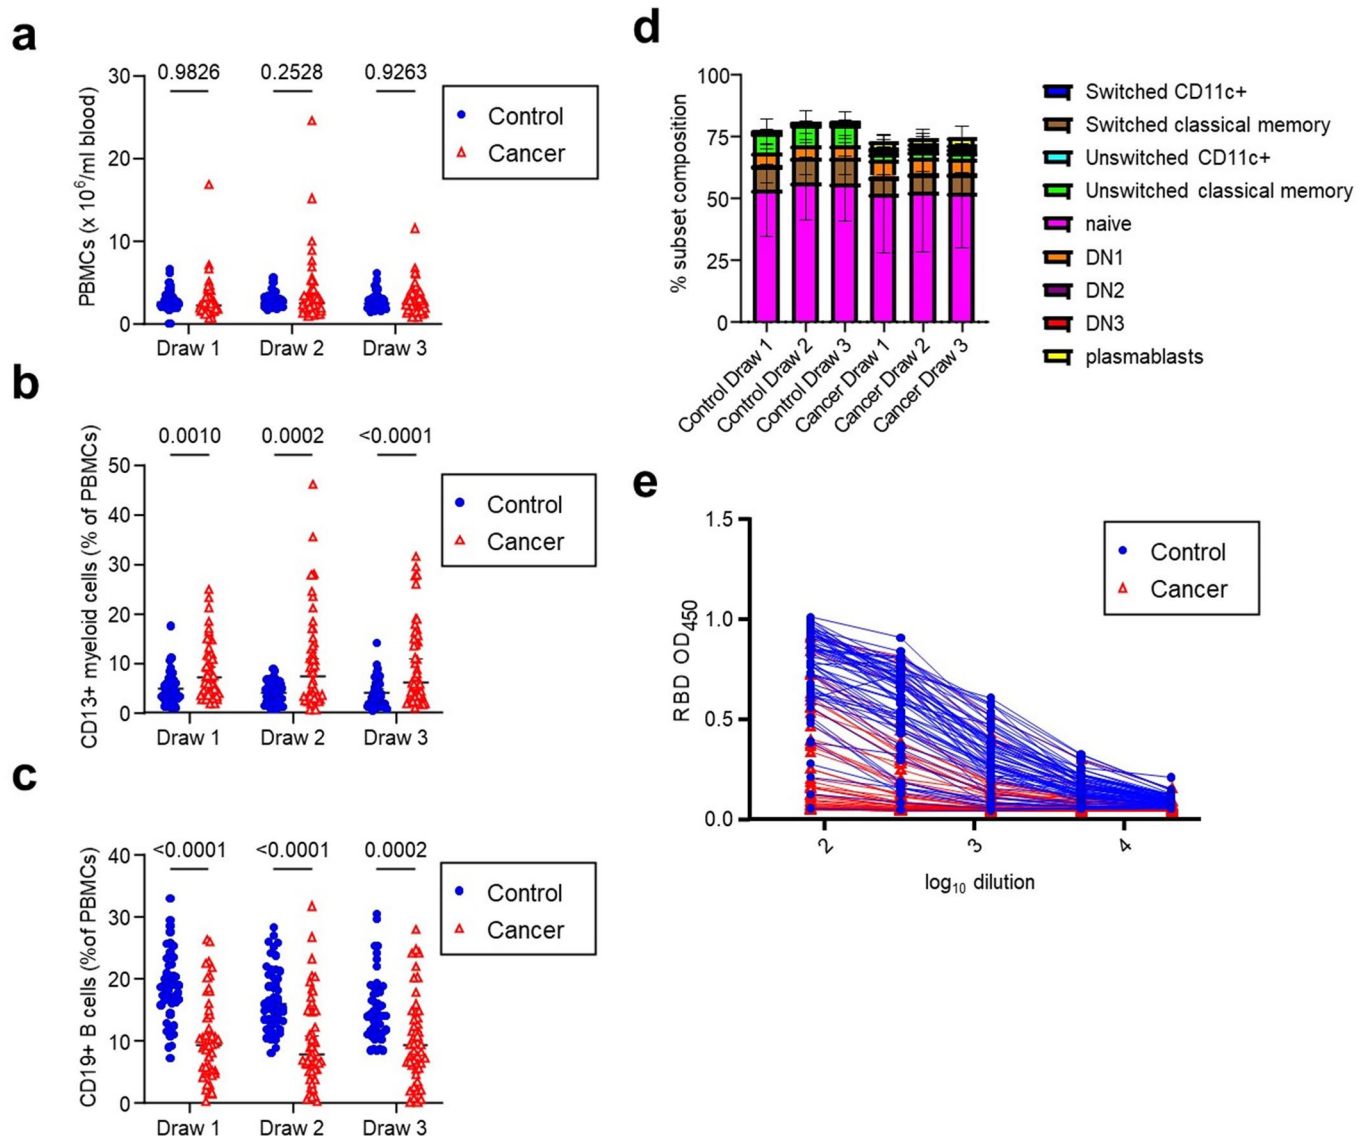 a
0.9826 0.2528 0.9263
30
20
10
0
PBMCs (x 10⁶/ml blood)
Draw 1 Draw 2 Draw 3
Control
Cancer
b
0.0010 0.0002 <0.0001
50
40
30
20
10
0
CD13+ myeloid cells (% of PBMCs)
Draw 1 Draw 2 Draw 3
Control
Cancer
c
<0.0001 <0.0001 0.0002
40
30
20
10
0
CD19+ B cells (%of PBMCs)
Draw 1 Draw 2 Draw 3
Control
Cancer
d
100
75
50
25
0
% subset composition
Control Draw 1
Control Draw 2
Control Draw 3
Cancer Draw 1
Cancer Draw 2
Cancer Draw 3
Switched CD11c+
Switched classical memory
Unswitched CD11c+
Unswitched classical memory
naive
DN1
DN2
DN3
plasmablasts
e
1.5
1.0
0.5
0.0
RBD OD450
2 3 4
log10 dilution
Control
Cancer